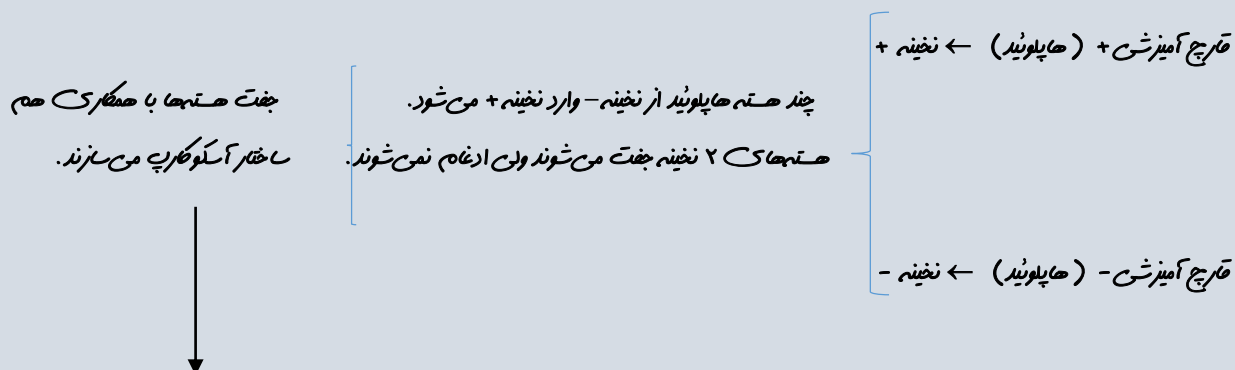 قارچ آمیزشی + ( هاپلوئید) ← نخینه +
چند هسته هاپلوئید از نخینه – وارد نخینه + می‌شود.
هسته‌های ۲ نخینه جفت می‌شوند ولی ادغام نمی‌شوند.
جفت هسته‌ها با همکاری هم
ساختار آسکوکارپ می‌سازند.
قارچ آمیزشی - ( هاپلوئید) ← نخینه -